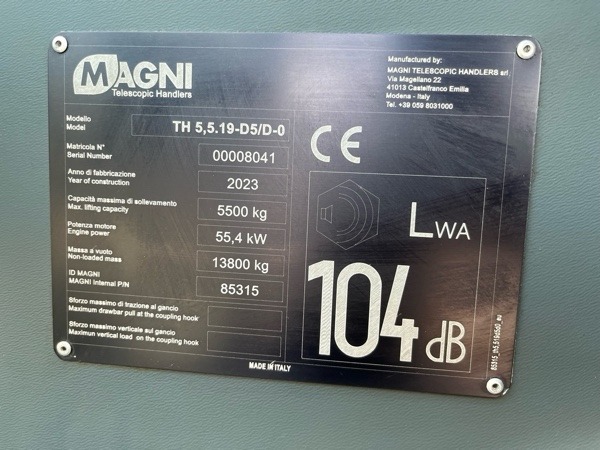 MAGNI
Telescopic Handlers
Manufactured by:
MAGNI TELESCOPIC HANDLERS srl.
Via Magellano 22
41013 Castelfranco Emilia
Modena - Italy
Tel. +39 059 8031000
Modello
Model
TH 5,5.19-D5/D-0
Matricola N°
Serial Number
00008041
Anno di fabbricazione
Year of construction
2023
Capacità massima di sollevamento
Max. lifting capacity
5500 kg
Potenza motore
Engine power
55,4 kW
Massa a vuoto
Non-loaded mass
13800 kg
ID MAGNI
MAGNI Internal P/N
85315
Sforzo massimo di trazione al gancio
Maximum drawbar pull at the coupling hook
Sforzo massimo verticale sul gancio
Maximun vertical load on the coupling hook
MADE IN ITALY
CE
LWA
104 dB
85315_th5,519d5d0_eu